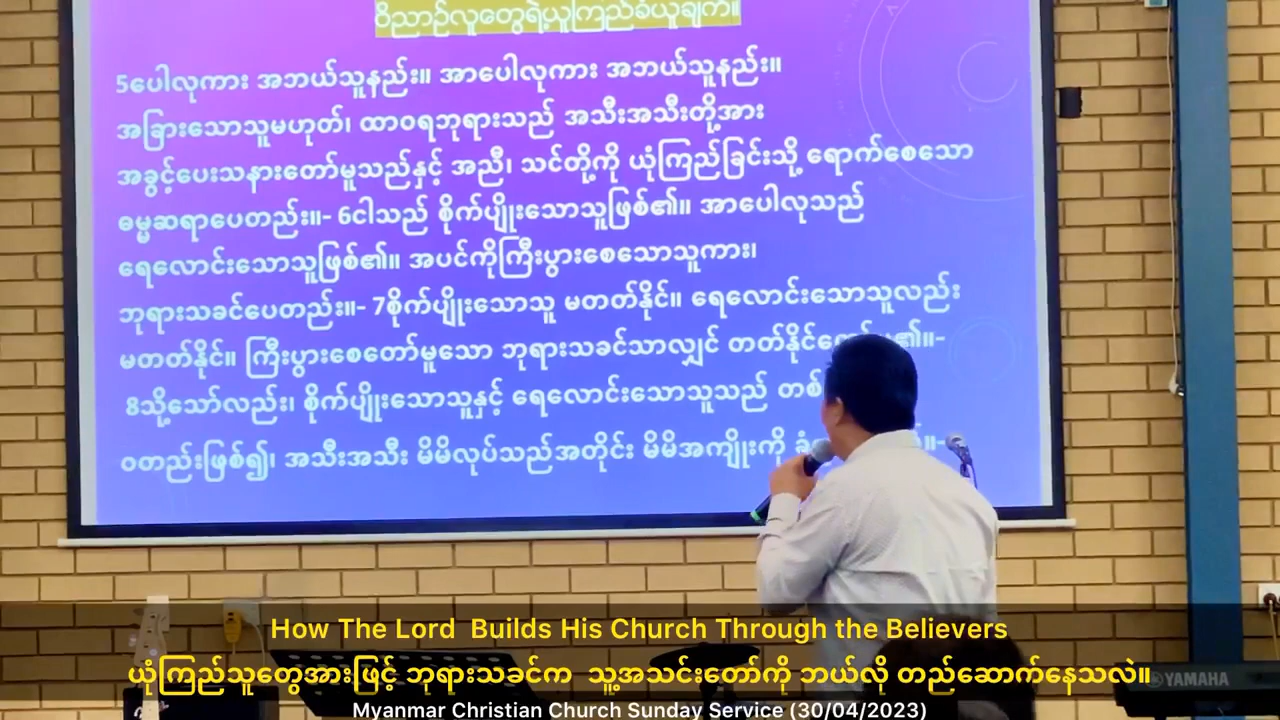 ဝိညာဉ်လူတွေရဲ့ယူကြည်ခံယူချက်။
5ပေါလုကား အဘယ်သူနည်း။ အာပေါလုကား အဘယ်သူနည်း။
အခြားသောသူမဟုတ်၊ ထာဝရဘုရားသည် အသီးအသီးတို့အား
အခွင့်ပေးသနားတော်မူသည်နှင့် အညီ၊ သင်တို့ကို ယုံကြည်ခြင်းသို့ ရောက်စေသော
ဓမ္မဆရာပေတည်း။- 6ငါသည် စိုက်ပျိုးသောသူဖြစ်၏။ အာပေါလုသည်
ရေလောင်းသောသူဖြစ်၏။ အပင်ကိုကြီးပွားစေသောသူကား၊
ဘုရားသခင်ပေတည်း။- 7စိုက်ပျိုးသောသူ မတတ်နိုင်။ ရေလောင်းသောသူလည်း
မတတ်နိုင်။ ကြီးပွားစေတော်မူသော ဘုရားသခင်သာလျှင်
8သို့သော်လည်း၊ စိုက်ပျိုးသောသူနှင့် ရေလောင်းသောသူသည်
ဝတည်းဖြစ်၍၊ အသီးအသီး မိမိလုပ်သည်အတိုင်း မိမိအကျိုးကို
How The Lord Builds His Church Through the Believers
ယုံကြည်သူတွေအားဖြင့် ဘုရားသခင်က သူ့အသင်းတော်ကို ဘယ်လို တည်ဆောက်နေသလဲ။
YAMAHA
Myanmar Christian Church Sunday Service (30/04/2023)